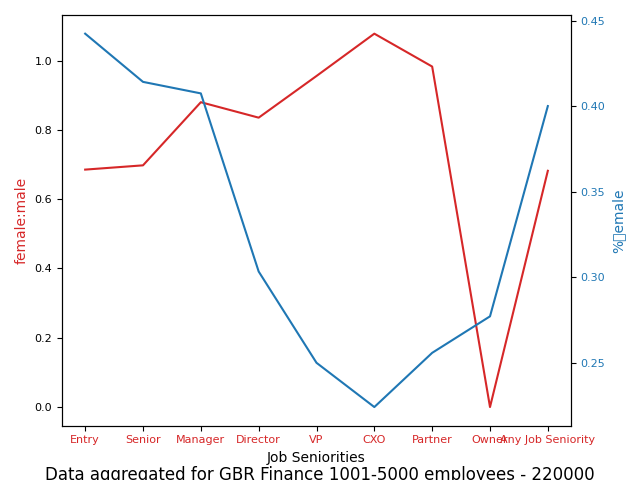 1.0
0.8
0.6
0.4
0.2
0.0
female:male
0.45
0.40
0.35
0.30
0.25
%▯emale
Entry Senior Manager Director VP CXO Partner Owner Any Job Seniority
Job Seniorities
Data aggregated for GBR Finance 1001-5000 employees - 220000